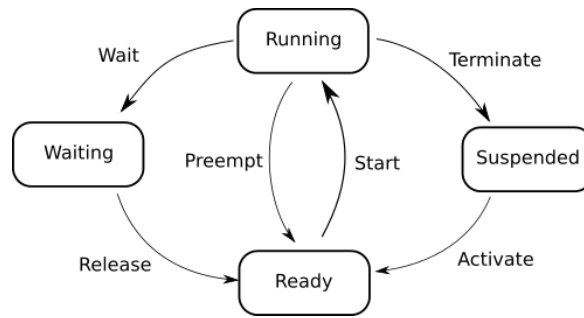 Running
Wait
Terminate
Waiting
Preempt
Start
Suspended
Release
Activate
Ready